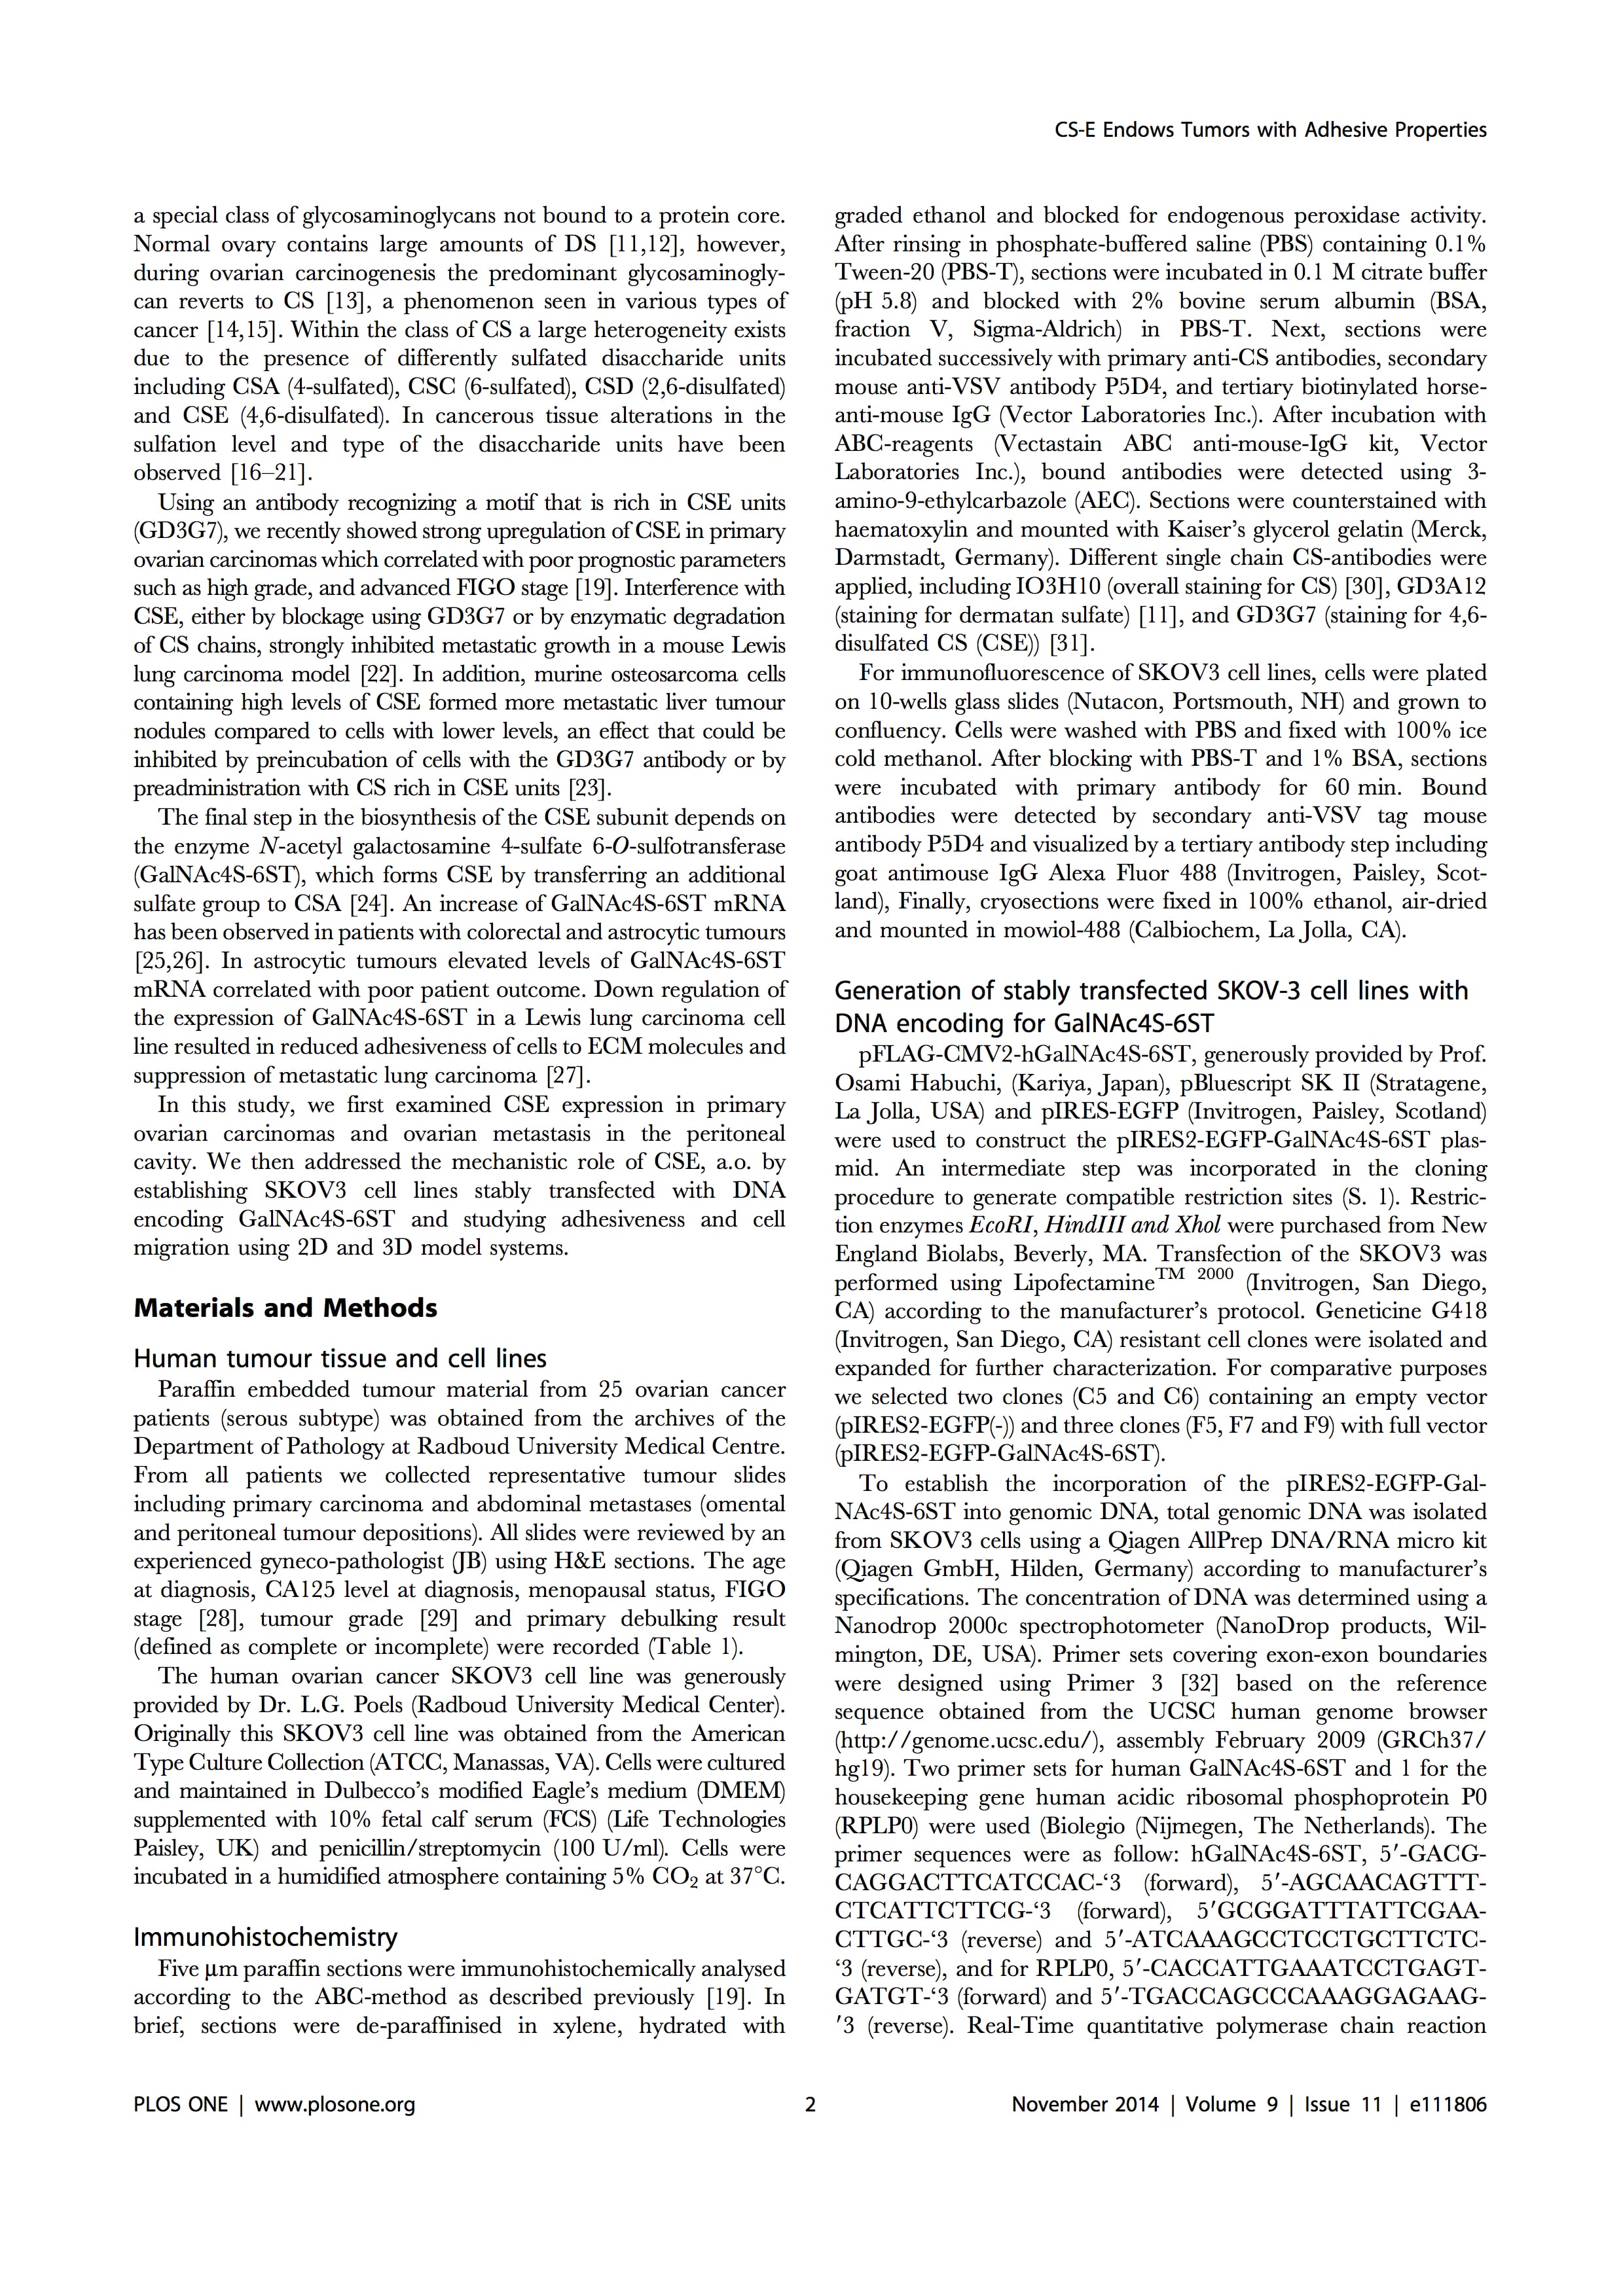 CS-E Endows Tumors with Adhesive Properties
a special class of glycosaminoglycans not bound to a protein core.
Normal ovary contains large amounts of DS [11,12], however,
during ovarian carcinogenesis the predominant glycosaminogly-
can reverts to CS [13], a phenomenon seen in various types of
cancer [14,15]. Within the class of CS a large heterogeneity exists
due to the presence of differently sulfated disaccharide units
including CSA (4-sulfated), CSC (6-sulfated), CSD (2,6-disulfated)
and CSE (4,6-disulfated). In cancerous tissue alterations in the
sulfation level and type of the disaccharide units have been
observed [16–21].
Using an antibody recognizing a motif that is rich in CSE units
(GD3G7), we recently showed strong upregulation of CSE in primary
ovarian carcinomas which correlated with poor prognostic parameters
such as high grade, and advanced FIGO stage [19]. Interference with
CSE, either by blockage using GD3G7 or by enzymatic degradation
of CS chains, strongly inhibited metastatic growth in a mouse Lewis
lung carcinoma model [22]. In addition, murine osteosarcoma cells
containing high levels of CSE formed more metastatic liver tumour
nodules compared to cells with lower levels, an effect that could be
inhibited by preincubation of cells with the GD3G7 antibody or by
preadministration with CS rich in CSE units [23].
The final step in the biosynthesis of the CSE subunit depends on
the enzyme N-acetyl galactosamine 4-sulfate 6-O-sulfotransferase
(GalNAc4S-6ST), which forms CSE by transferring an additional
sulfate group to CSA [24]. An increase of GalNAc4S-6ST mRNA
has been observed in patients with colorectal and astrocytic tumours
[25,26]. In astrocytic tumours elevated levels of GalNAc4S-6ST
mRNA correlated with poor patient outcome. Down regulation of
the expression of GalNAc4S-6ST in a Lewis lung carcinoma cell
line resulted in reduced adhesiveness of cells to ECM molecules and
suppression of metastatic lung carcinoma [27].
In this study, we first examined CSE expression in primary
ovarian carcinomas and ovarian metastasis in the peritoneal
cavity. We then addressed the mechanistic role of CSE, a.o. by
establishing SKOV3 cell lines stably transfected with DNA
encoding GalNAc4S-6ST and studying adhesiveness and cell
migration using 2D and 3D model systems.
Materials and Methods
Human tumour tissue and cell lines
Paraffin embedded tumour material from 25 ovarian cancer
patients (serous subtype) was obtained from the archives of the
Department of Pathology at Radboud University Medical Centre.
From all patients we collected representative tumour slides
including primary carcinoma and abdominal metastases (omental
and peritoneal tumour depositions). All slides were reviewed by an
experienced gyneco-pathologist (JB) using H&E sections. The age
at diagnosis, CA125 level at diagnosis, menopausal status, FIGO
stage [28], tumour grade [29] and primary debulking result
(defined as complete or incomplete) were recorded (Table 1).
The human ovarian cancer SKOV3 cell line was generously
provided by Dr. L.G. Poels (Radboud University Medical Center).
Originally this SKOV3 cell line was obtained from the American
Type Culture Collection (ATCC, Manassas, VA). Cells were cultured
and maintained in Dulbecco's modified Eagle's medium (DMEM)
supplemented with 10% fetal calf serum (FCS) (Life Technologies
Paisley, UK) and penicillin/streptomycin (100 U/ml). Cells were
incubated in a humidified atmosphere containing 5% CO₂ at 37°C.
Immunohistochemistry
Five μm paraffin sections were immunohistochemically analysed
according to the ABC-method as described previously [19]. In
brief, sections were de-paraffinised in xylene, hydrated with
graded ethanol and blocked for endogenous peroxidase activity.
After rinsing in phosphate-buffered saline (PBS) containing 0.1%
Tween-20 (PBS-T), sections were incubated in 0.1 M citrate buffer
(pH 5.8) and blocked with 2% bovine serum albumin (BSA,
fraction V, Sigma-Aldrich) in PBS-T. Next, sections were
incubated successively with primary anti-CS antibodies, secondary
mouse anti-VSV antibody P5D4, and tertiary biotinylated horse-
anti-mouse IgG (Vector Laboratories Inc.). After incubation with
ABC-reagents (Vectastain ABC anti-mouse-IgG kit, Vector
Laboratories Inc.), bound antibodies were detected using 3-
amino-9-ethylcarbazole (AEC). Sections were counterstained with
haematoxylin and mounted with Kaiser's glycerol gelatin (Merck,
Darmstadt, Germany). Different single chain CS-antibodies were
applied, including IO3H10 (overall staining for CS) [30], GD3A12
(staining for dermatan sulfate) [11], and GD3G7 (staining for 4,6-
disulfated CS (CSE)) [31].
For immunofluorescence of SKOV3 cell lines, cells were plated
on 10-wells glass slides (Nutacon, Portsmouth, NH) and grown to
confluency. Cells were washed with PBS and fixed with 100% ice
cold methanol. After blocking with PBS-T and 1% BSA, sections
were incubated with primary antibody for 60 min. Bound
antibodies were detected by secondary anti-VSV tag mouse
antibody P5D4 and visualized by a tertiary antibody step including
goat antimouse IgG Alexa Fluor 488 (Invitrogen, Paisley, Scot-
land), Finally, cryosections were fixed in 100% ethanol, air-dried
and mounted in mowiol-488 (Calbiochem, La Jolla, CA).
Generation of stably transfected SKOV-3 cell lines with
DNA encoding for GalNAc4S-6ST
pFLAG-CMV2-hGalNAc4S-6ST, generously provided by Prof.
Osami Habuchi, (Kariya, Japan), pBluescript SK II (Stratagene,
La Jolla, USA) and pIRES-EGFP (Invitrogen, Paisley, Scotland)
were used to construct the pIRES2-EGFP-GalNAc4S-6ST plas-
mid. An intermediate step was incorporated in the cloning
procedure to generate compatible restriction sites (S. 1). Restric-
tion enzymes EcoRI, HindIII and Xhol were purchased from New
England Biolabs, Beverly, MA. Transfection of the SKOV3 was
performed using Lipofectamine™ 2000 (Invitrogen, San Diego,
CA) according to the manufacturer's protocol. Geneticine G418
(Invitrogen, San Diego, CA) resistant cell clones were isolated and
expanded for further characterization. For comparative purposes
we selected two clones (C5 and C6) containing an empty vector
(pIRES2-EGFP(-)) and three clones (F5, F7 and F9) with full vector
(pIRES2-EGFP-GalNAc4S-6ST).
To establish the incorporation of the pIRES2-EGFP-Gal-
NAc4S-6ST into genomic DNA, total genomic DNA was isolated
from SKOV3 cells using a Qiagen AllPrep DNA/RNA micro kit
(Qiagen GmbH, Hilden, Germany) according to manufacturer's
specifications. The concentration of DNA was determined using a
Nanodrop 2000c spectrophotometer (NanoDrop products, Wil-
mington, DE, USA). Primer sets covering exon-exon boundaries
were designed using Primer 3 [32] based on the reference
sequence obtained from the UCSC human genome browser
(http://genome.ucsc.edu/), assembly February 2009 (GRCh37/
hg19). Two primer sets for human GalNAc4S-6ST and 1 for the
housekeeping gene human acidic ribosomal phosphoprotein P0
(RPLP0) were used (Biolegio (Nijmegen, The Netherlands). The
primer sequences were as follow: hGalNAc4S-6ST, 5′-GACG-
CAGGACTTCATCCAC-‘3 (forward), 5′-AGCAACAGTTT-
CTCATTCTTCG-‘3 (forward), 5′GCGGATTTATTCGAA-
CTTGC-‘3 (reverse) and 5′-ATCAAAGCCTCCTGCTTCTC-
‘3 (reverse), and for RPLP0, 5′-CACCATTGAAATCCTGAGT-
GATGT-‘3 (forward) and 5′-TGACCAGCCCAAAGGAGAAG-
′3 (reverse). Real-Time quantitative polymerase chain reaction
PLOS ONE | www.plosone.org
2
November 2014 | Volume 9 | Issue 11 | e111806